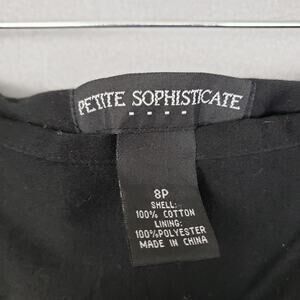 PETITE SOPHISTICATE
8P
SHELL:
100% COTTON
LINING:
100%POLYESTER
MADE IN CHINA